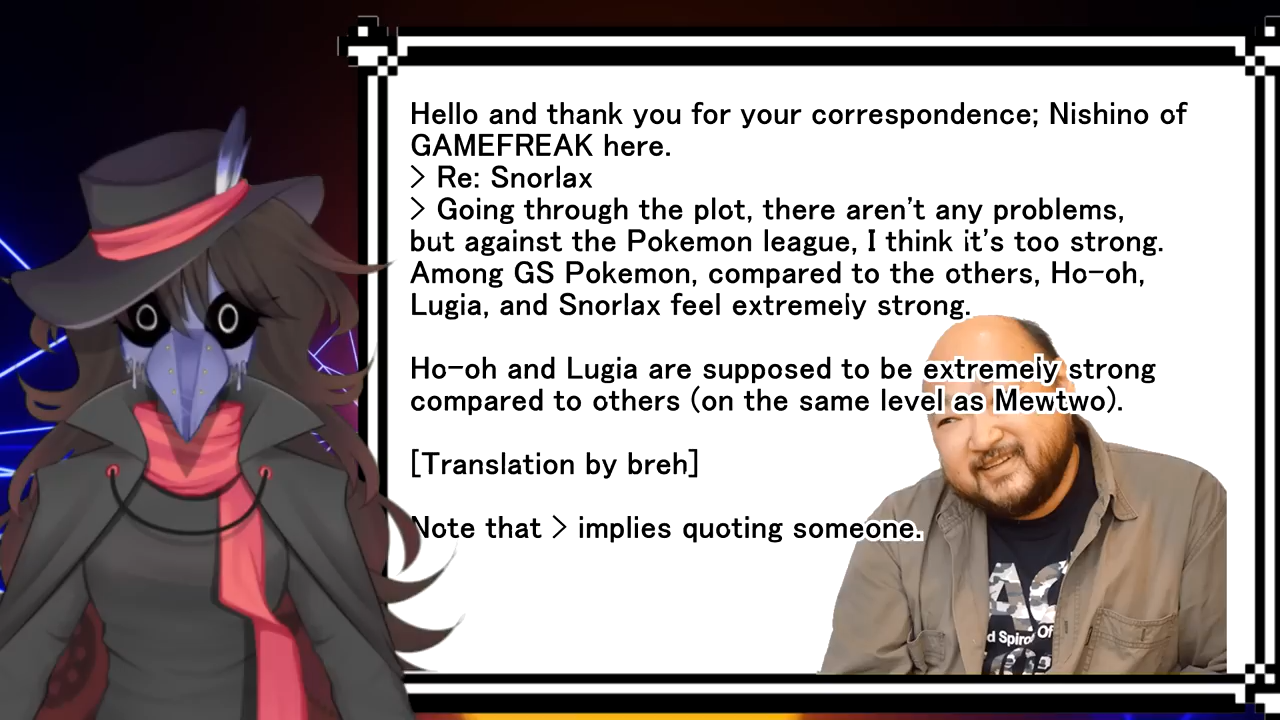 Hello and thank you for your correspondence; Nishino of
GAMEFREAK here.
> Re: Snorlax
> Going through the plot, there aren't any problems,
but against the Pokemon league, I think it's too strong.
Among GS Pokemon, compared to the others, Ho-oh,
Lugia, and Snorlax feel extremely strong.
Ho-oh and Lugia are supposed to be extremely strong
compared to others (on the same level as Mewtwo).
[Translation by breh]
Note that > implies quoting someone.
d Spiro Of